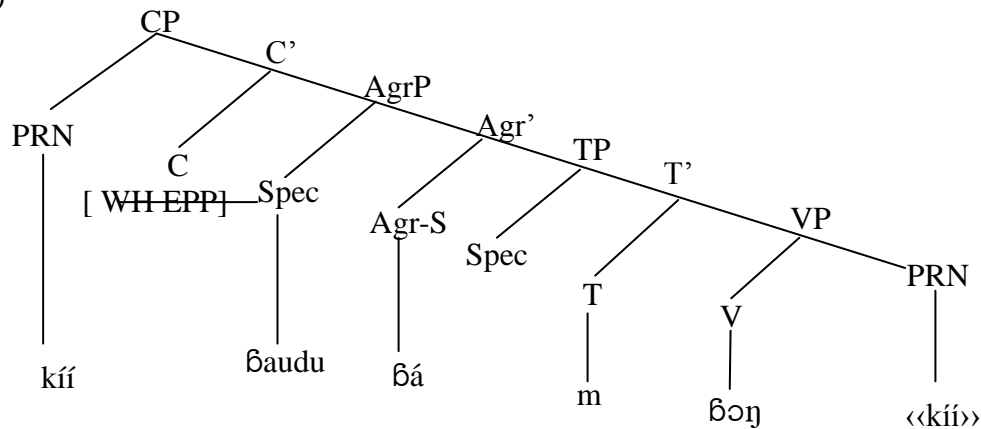 )
CP
C’
AgrP
PRN
Agr’
TP
C
T’
[ WH EPP]
Spec
Agr-S
VP
Spec
PRN
T
V
kíí
ɓaudu
ɓá
m
ɓɔŋ
‹‹kíí››